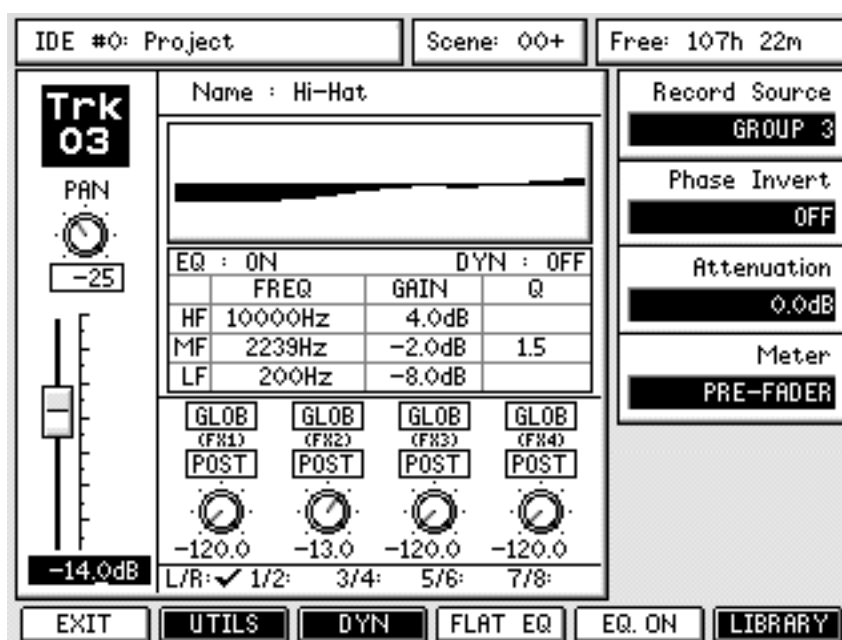 IDE #0: Project Scene: 00+ Free: 107h 22m
Trk
03
PAN
-25
-14.0dB
Name : Hi-Hat
EQ : ON DYN : OFF
FREQ GAIN Q
HF 10000Hz 4.0dB
MF 2239Hz -2.0dB 1.5
LF 200Hz -8.0dB
GLOB GLOB GLOB GLOB
(FX1) (FX2) (FX3) (FX4)
POST POST POST POST
-120.0 -13.0 -120.0 -120.0
L/R:✓ 1/2: 3/4: 5/6: 7/8:
Record Source
GROUP 3
Phase Invert
OFF
Attenuation
0.0dB
Meter
PRE-FADER
EXIT UTILS DYN FLAT EQ EQ. ON LIBRARY